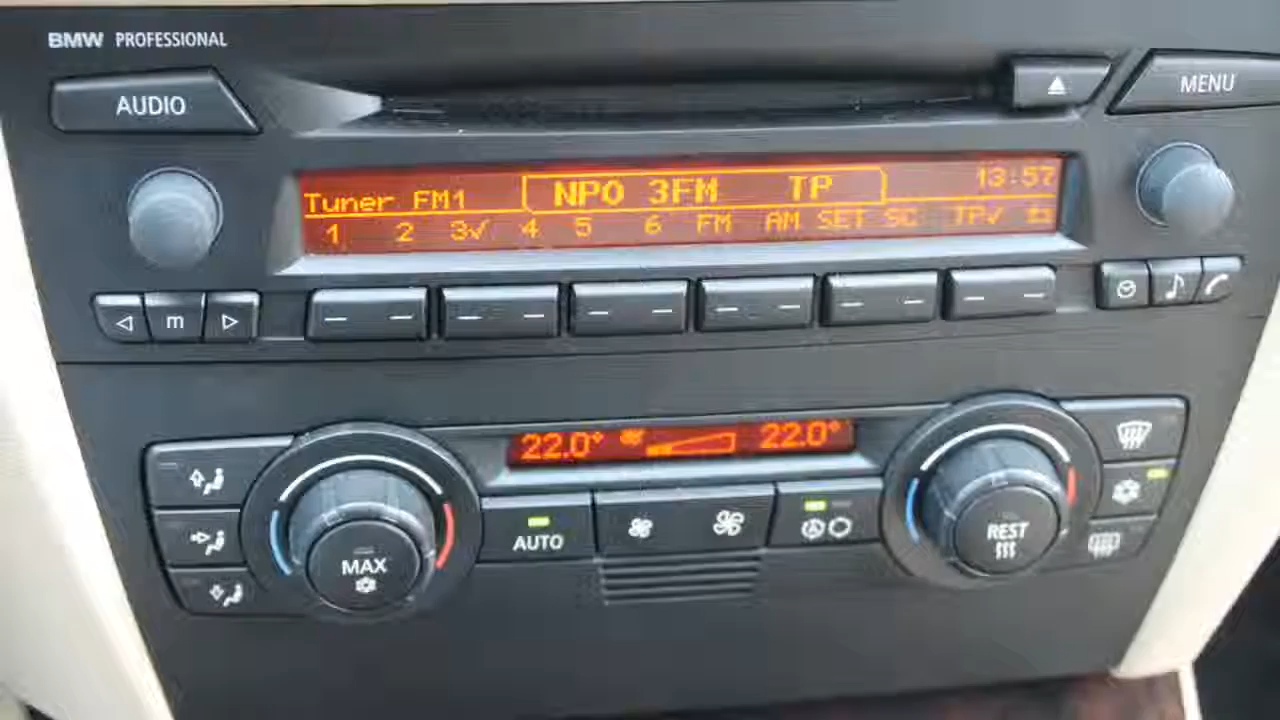 BMW PROFESSIONAL
AUDIO
MENU
Tuner FM1 NPO 3FM TP 13:57
1 2 3✓ 4 5 6 FM AM SET SC TP✓
m
22.0° 22.0°
AUTO
MAX
REST